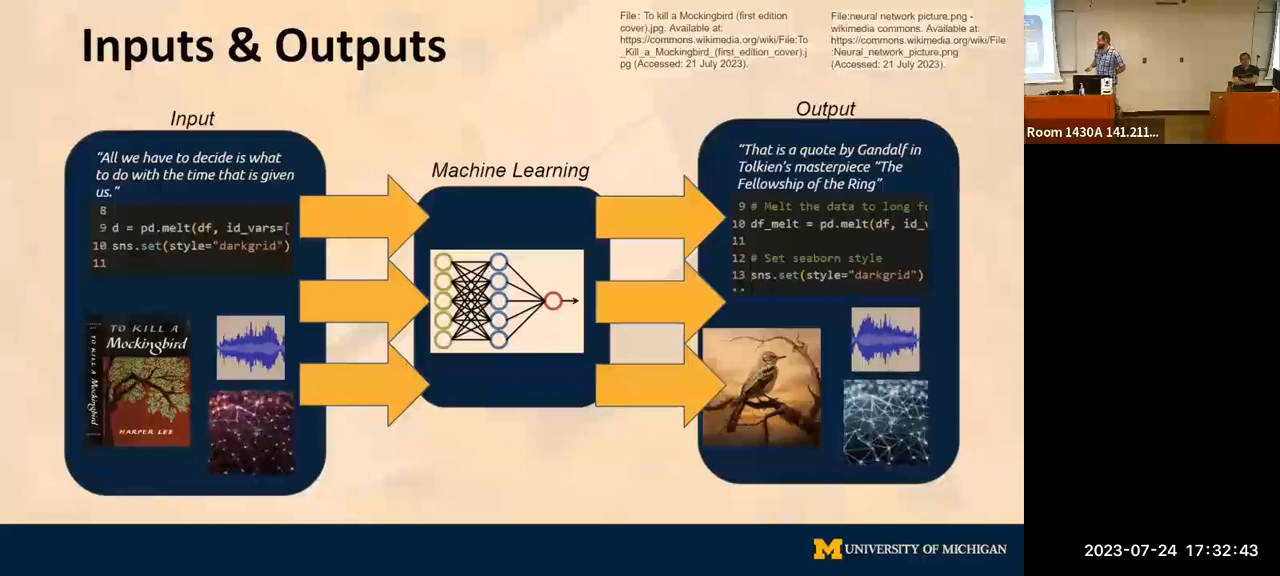 Inputs & Outputs
File: To kill a Mockingbird (first edition
cover).jpg. Available at:
https://commons.wikimedia.org/wiki/File:To
_Kill_a_Mockingbird_(first_edition_cover).j
pg (Accessed: 21 July 2023).
File:neural network picture.png -
wikimedia commons. Available at:
https://commons.wikimedia.org/wiki/File
:Neural_network_picture.png
(Accessed: 21 July 2023).
Room 1430A 141.211...
Input
"All we have to decide is what
to do with the time that is given
us."
8
9 d = pd.melt(df, id_vars=[
10 sns.set(style="darkgrid")
11
TO KILL A
Mockingbird
TO KILL A Mockingbird
HARPER LEE
Machine Learning
Output
"That is a quote by Gandalf in
Tolkien's masterpiece "The
Fellowship of the Ring"
9 # Melt the data to long fo
10 df_melt = pd.melt(df, id_v
11
12 # Set seaborn style
13 sns.set(style="darkgrid")
M UNIVERSITY OF MICHIGAN
2023-07-24 17:32:43